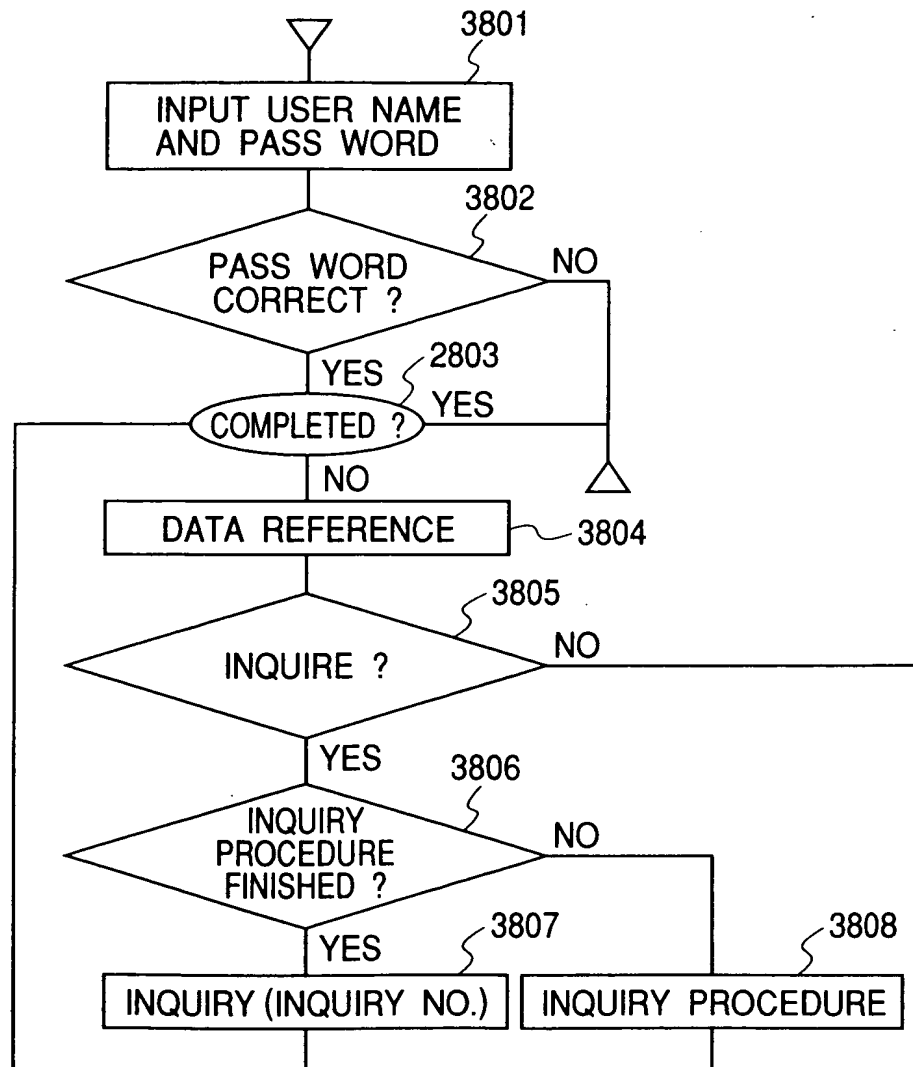 3801
INPUT USER NAME
AND PASS WORD
3802
PASS WORD
CORRECT ?
NO
YES
2803
COMPLETED ?
YES
NO
DATA REFERENCE
3804
3805
INQUIRE ?
NO
YES
3806
INQUIRY
PROCEDURE
FINISHED ?
NO
YES
3807
3808
INQUIRY (INQUIRY NO.)
INQUIRY PROCEDURE